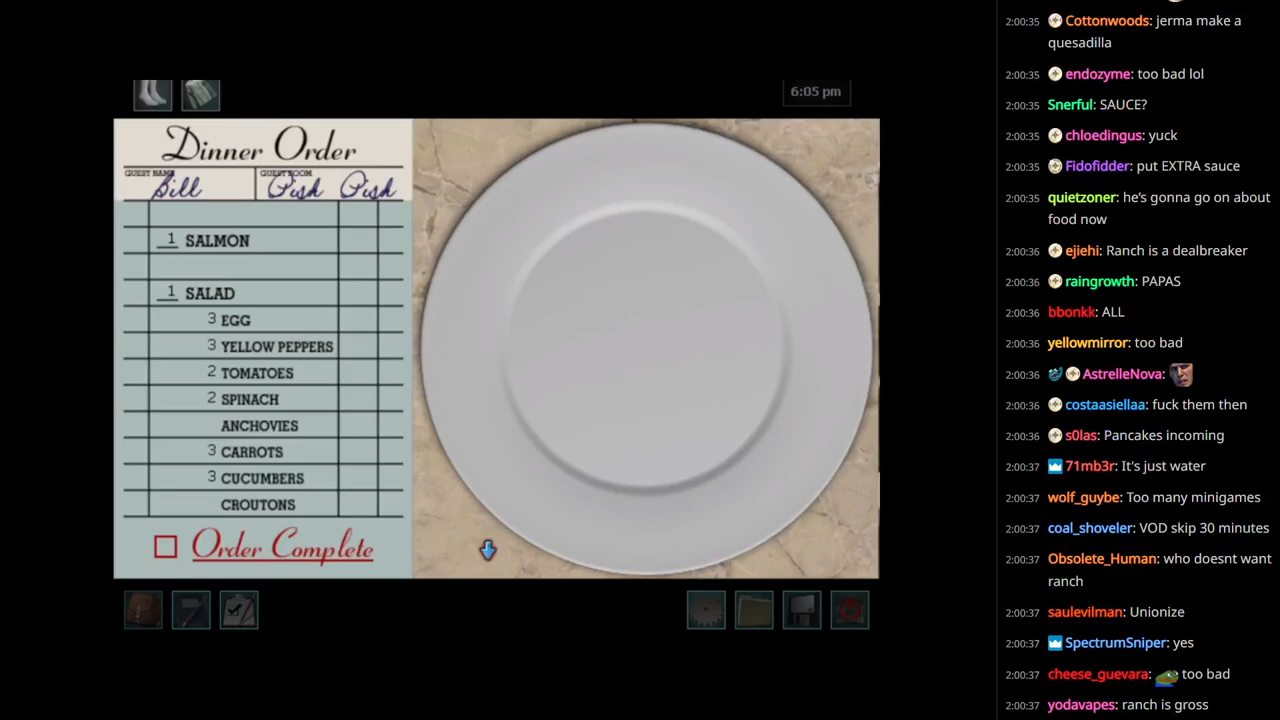 6:05 pm
Dinner Order
GUEST NAME
Bill
GUEST ROOM
Pish Pish
1 SALMON
1 SALAD
3 EGG
3 YELLOW PEPPERS
2 TOMATOES
2 SPINACH
ANCHOVIES
3 CARROTS
3 CUCUMBERS
CROUTONS
Order Complete
2:00:35 Cottonwoods: jerma make a
quesadilla
2:00:35 endozyme: too bad lol
2:00:35 Snerful: SAUCE?
2:00:35 chloedingus: yuck
2:00:35 Fidofidder: put EXTRA sauce
2:00:35 quietzoner: he's gonna go on about
food now
2:00:36 ejiehi: Ranch is a dealbreaker
2:00:36 raingrowth: PAPAS
2:00:36 bbonkk: ALL
2:00:36 yellowmirror: too bad
2:00:36 AstrelleNova:
2:00:36 costaasiellaa: fuck them then
2:00:36 s0las: Pancakes incoming
2:00:37 71mb3r: It's just water
2:00:37 wolf_guybe: Too many minigames
2:00:37 coal_shoveler: VOD skip 30 minutes
2:00:37 Obsolete_Human: who doesnt want
ranch
2:00:37 saulevilman: Unionize
2:00:37 SpectrumSniper: yes
2:00:37 cheese_guevara: too bad
2:00:37 yodavapes: ranch is gross